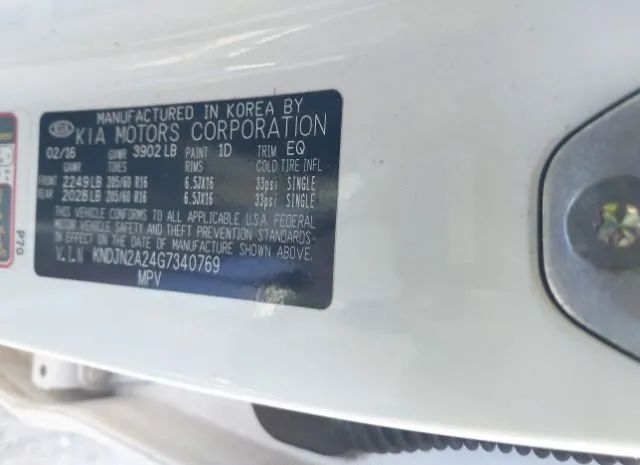 MANUFACTURED IN KOREA BY
KIA KIA MOTORS CORPORATION
02/16 GVWR 3902 LB PAINT 1D TRIM EQ
GAWR TIRES RIMS COLD TIRE INFL
FRONT 2249 LB 205/60 R16 6.5JX16 33psi SINGLE
REAR 2028 LB 205/60 R16 6.5JX16 33psi SINGLE
THIS VEHICLE CONFORMS TO ALL APPLICABLE U.S.A. FEDERAL
MOTOR VEHICLE SAFETY AND THEFT PREVENTION STANDARDS
IN EFFECT ON THE DATE OF MANUFACTURE SHOWN ABOVE.
V.I.N KNDJN2A24G7340769
MPV
P70